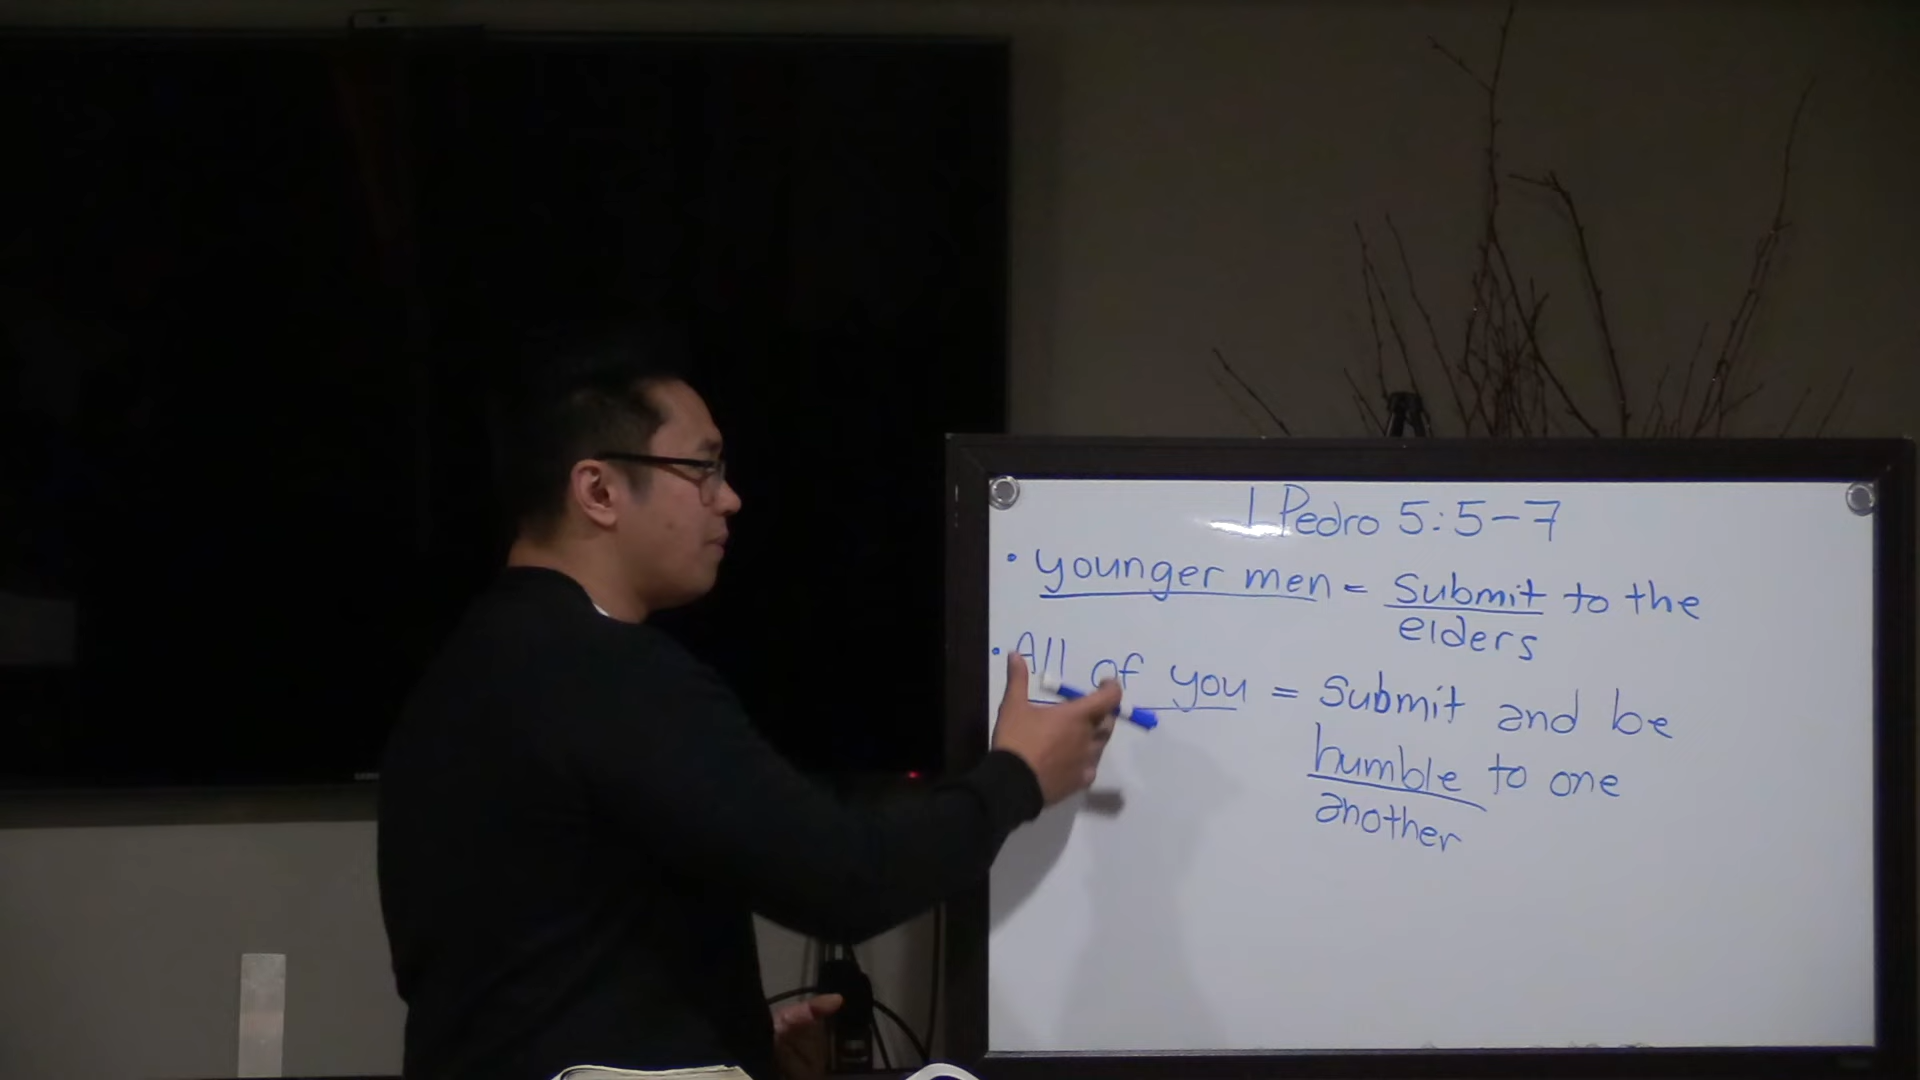 1 Pedro 5:5-7
• younger men = submit to the
elders
• All of you = submit and be
humble to one
another